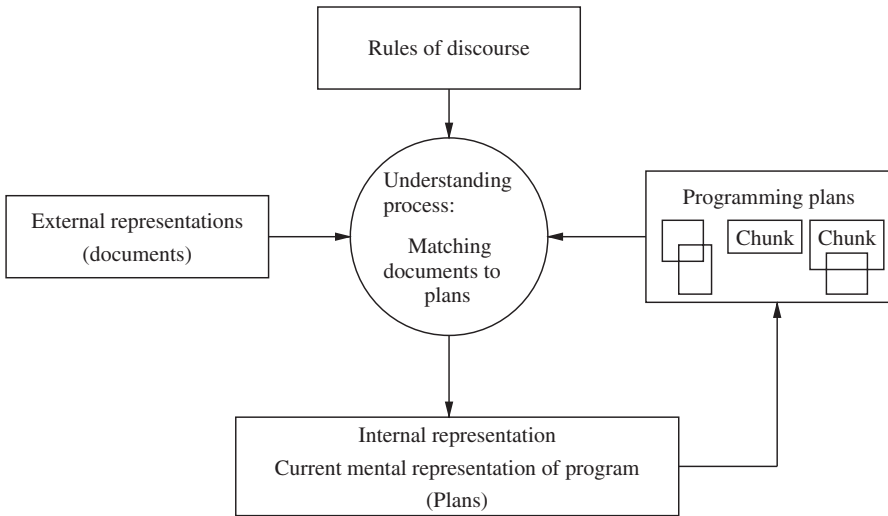 Rules of discourse
Understanding
process:
Matching
documents to
plans
External representations
(documents)
Programming plans
Chunk
Chunk
Internal representation
Current mental representation of program
(Plans)